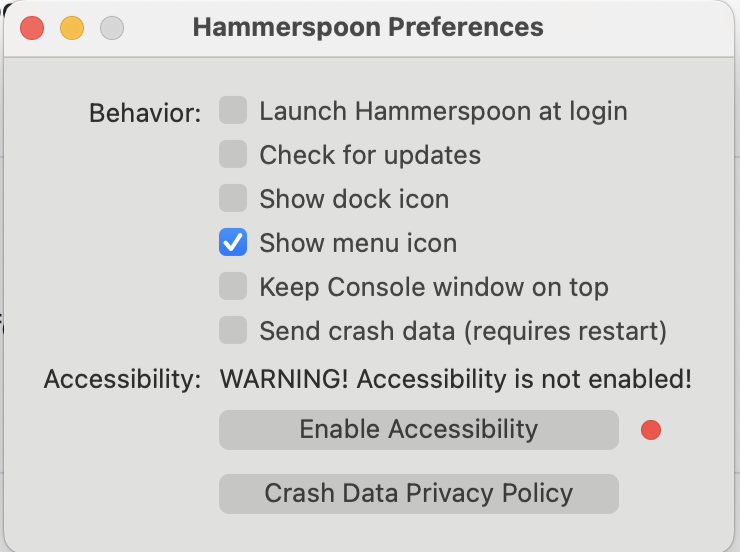 Hammerspoon Preferences
Behavior: Launch Hammerspoon at login
Check for updates
Show dock icon
Show menu icon
Keep Console window on top
Send crash data (requires restart)
Accessibility: WARNING! Accessibility is not enabled!
Enable Accessibility
Crash Data Privacy Policy